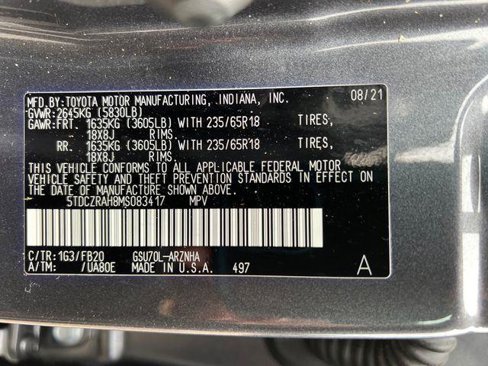 MFD.BY:TOYOTA MOTOR MANUFACTURING, INDIANA, INC. 08/21
GVWR:2645KG (5830LB)
GAWR:FRT. 1635KG (3605LB) WITH 235/65R18 TIRES,
18X8J RIMS.
RR. 1635KG (3605LB) WITH 235/65R18 TIRES,
18X8J RIMS.
THIS VEHICLE CONFORMS TO ALL APPLICABLE FEDERAL MOTOR
VEHICLE SAFETY AND THEFT PREVENTION STANDARDS IN EFFECT ON
THE DATE OF MANUFACTURE SHOWN ABOVE.
5TDCZRAH8MS083417 MPV
C/TR:1G3/FB20 GSU70L-ARZNHA
A/TM: /UA80E MADE IN U.S.A. 497 A